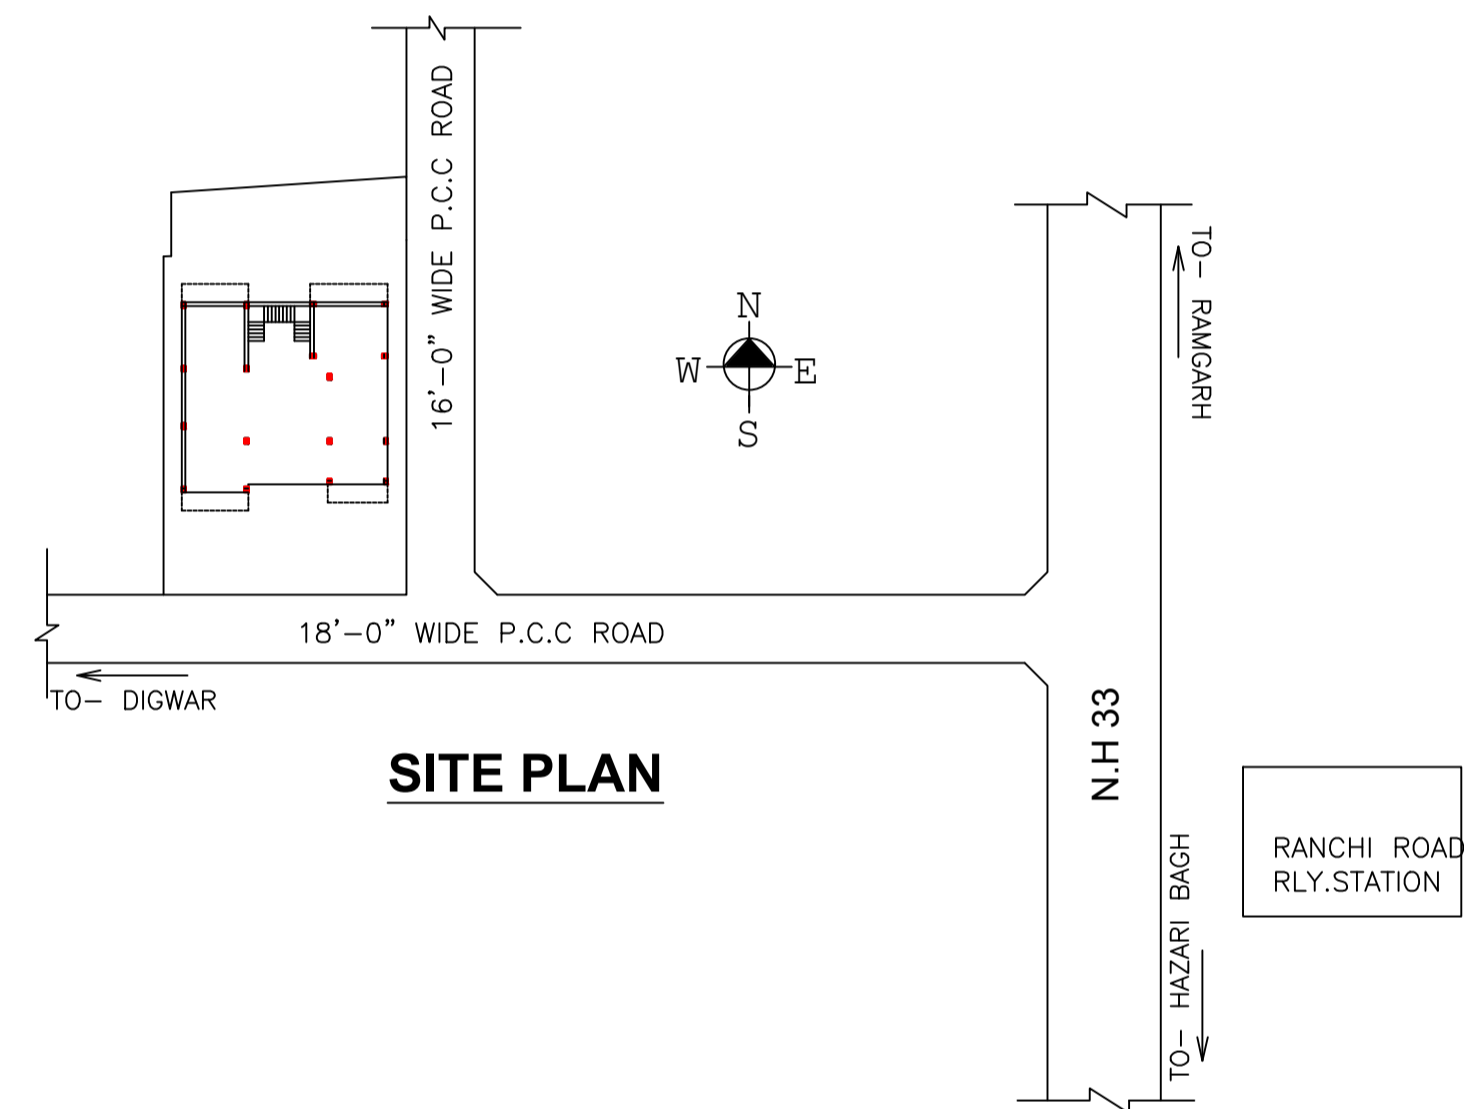 16'-0" WIDE P.C.C ROAD
TO- RAMGARH
N
W E
S
18'-0" WIDE P.C.C ROAD
TO- DIGWAR
N.H 33
SITE PLAN
RANCHI ROAD
RLY.STATION
TO- HAZARI BAGH